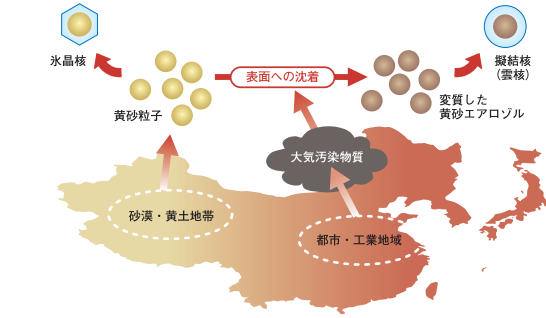 氷晶核
黄砂粒子
表面への沈着
擬結核
(雲核)
変質した
黄砂エアロゾル
大気汚染物質
砂漠・黄土地帯
都市・工業地域